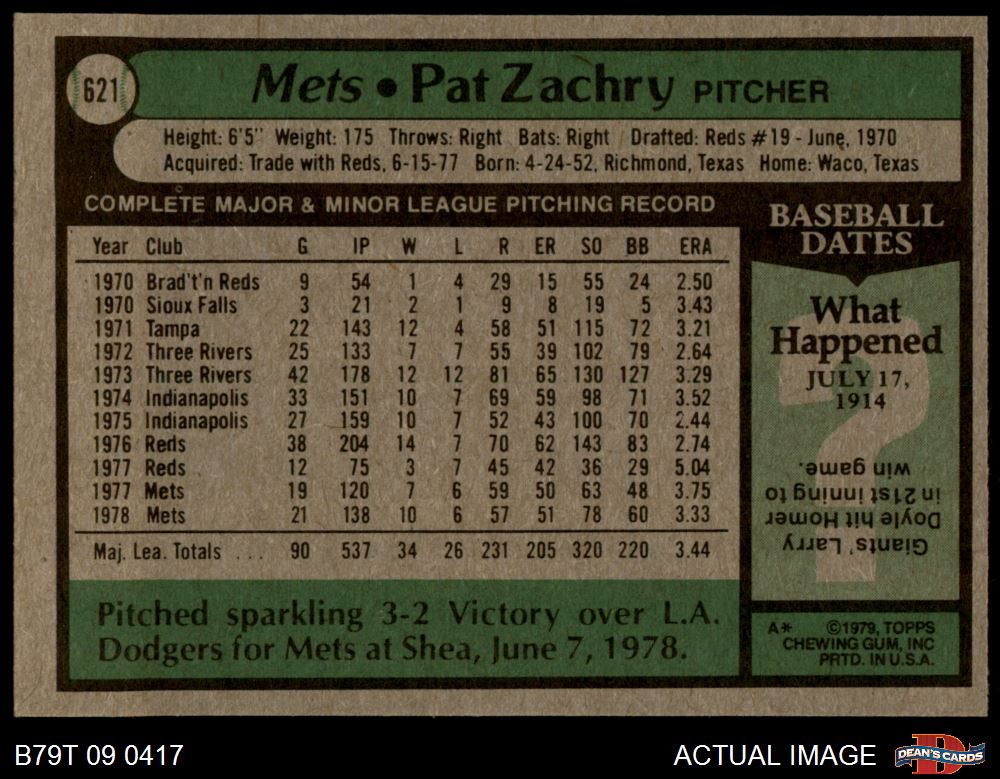 621
Mets • Pat Zachry PITCHER
Height: 6'5" Weight: 175 Throws: Right Bats: Right Drafted: Reds #19 - June, 1970
Acquired: Trade with Reds, 6-15-77 Born: 4-24-52, Richmond, Texas Home: Waco, Texas
COMPLETE MAJOR & MINOR LEAGUE PITCHING RECORD
Year Club G IP W L R ER SO BB ERA
1970 Brad't'n Reds 9 54 1 4 29 15 55 24 2.50
1970 Sioux Falls 3 21 2 1 9 8 19 5 3.43
1971 Tampa 22 143 12 4 58 51 115 72 3.21
1972 Three Rivers 25 133 7 7 55 39 102 79 2.64
1973 Three Rivers 42 178 12 12 81 65 130 127 3.29
1974 Indianapolis 33 151 10 7 69 59 98 71 3.52
1975 Indianapolis 27 159 10 7 52 43 100 70 2.44
1976 Reds 38 204 14 7 70 62 143 83 2.74
1977 Reds 12 75 3 7 45 42 36 29 5.04
1977 Mets 19 120 7 6 59 50 63 48 3.75
1978 Mets 21 138 10 6 57 51 78 60 3.33
Maj. Lea. Totals ... 90 537 34 26 231 205 320 220 3.44
Pitched sparkling 3-2 Victory over L.A.
Dodgers for Mets at Shea, June 7, 1978.
BASEBALL
DATES
What
Happened
JULY 17,
1914
Giants' Larry
Doyle hit Homer
in 21st inning to
win game.
A* ©1979, TOPPS
CHEWING GUM, INC
PRTD. IN U.S.A.
B79T 09 0417
ACTUAL IMAGE
DEAN'S CARDS